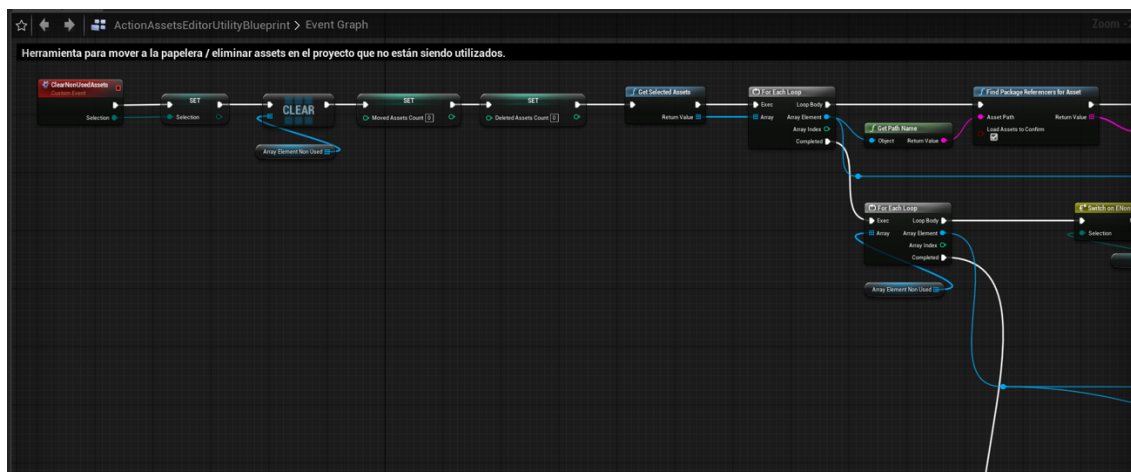 ActionAssetsEditorUtilityBlueprint > Event Graph
Zoom -2
Herramienta para mover a la papelera / eliminar assets en el proyecto que no están siendo utilizados.
ClearNonUsedAssets
Custom Event
Selection
SET
Selection
CLEAR
Array Element Non Used
SET
Moved Assets Count 0
SET
Deleted Assets Count 0
Get Selected Assets
Return Value
For Each Loop
Exec Loop Body
Array Array Element
Array Index
Completed
Get Path Name
Object Return Value
Find Package Referencers for Asset
Asset Path Return Value
Load Assets to Confirm
For Each Loop
Exec Loop Body
Array Array Element
Array Index
Completed
Array Element Non Used
Switch on ENon
Selection